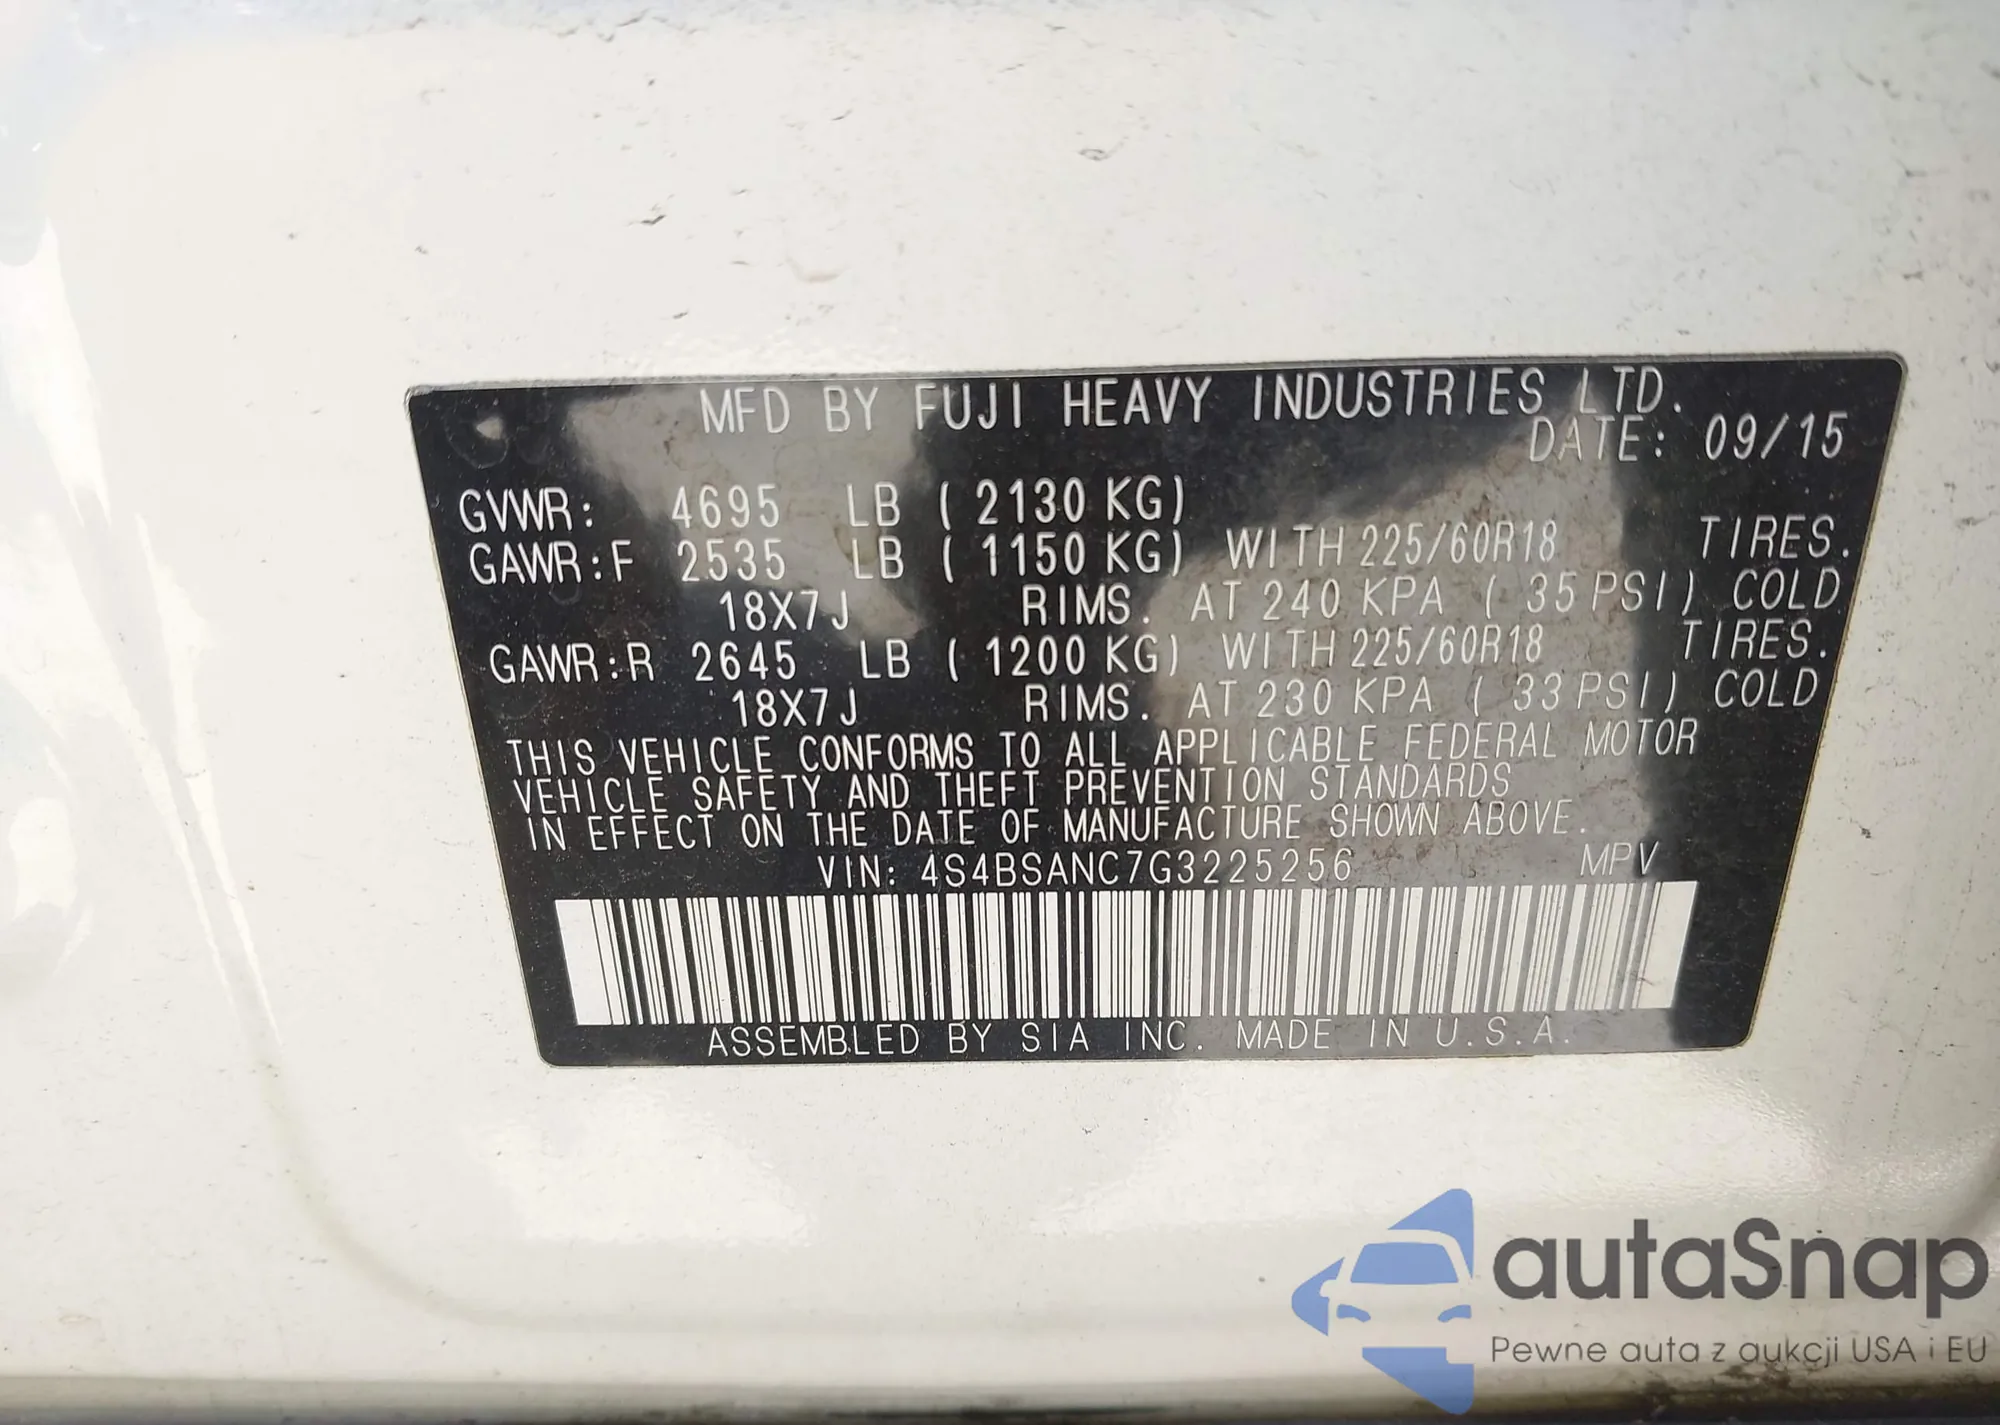 MFD BY FUJI HEAVY INDUSTRIES LTD.
DATE: 09/15
GVWR: 4695 LB ( 2130 KG)
GAWR:F 2535 LB ( 1150 KG) WITH 225/60R18 TIRES.
18X7J RIMS. AT 240 KPA ( 35 PSI) COLD
GAWR:R 2645 LB ( 1200 KG) WITH 225/60R18 TIRES.
18X7J RIMS. AT 230 KPA ( 33 PSI) COLD
THIS VEHICLE CONFORMS TO ALL APPLICABLE FEDERAL MOTOR
VEHICLE SAFETY AND THEFT PREVENTION STANDARDS
IN EFFECT ON THE DATE OF MANUFACTURE SHOWN ABOVE.
VIN: 4S4BSANC7G3225256 MPV
ASSEMBLED BY SIA INC. MADE IN U.S.A.
autaSnap
Pewne auta z aukcji USA i EU